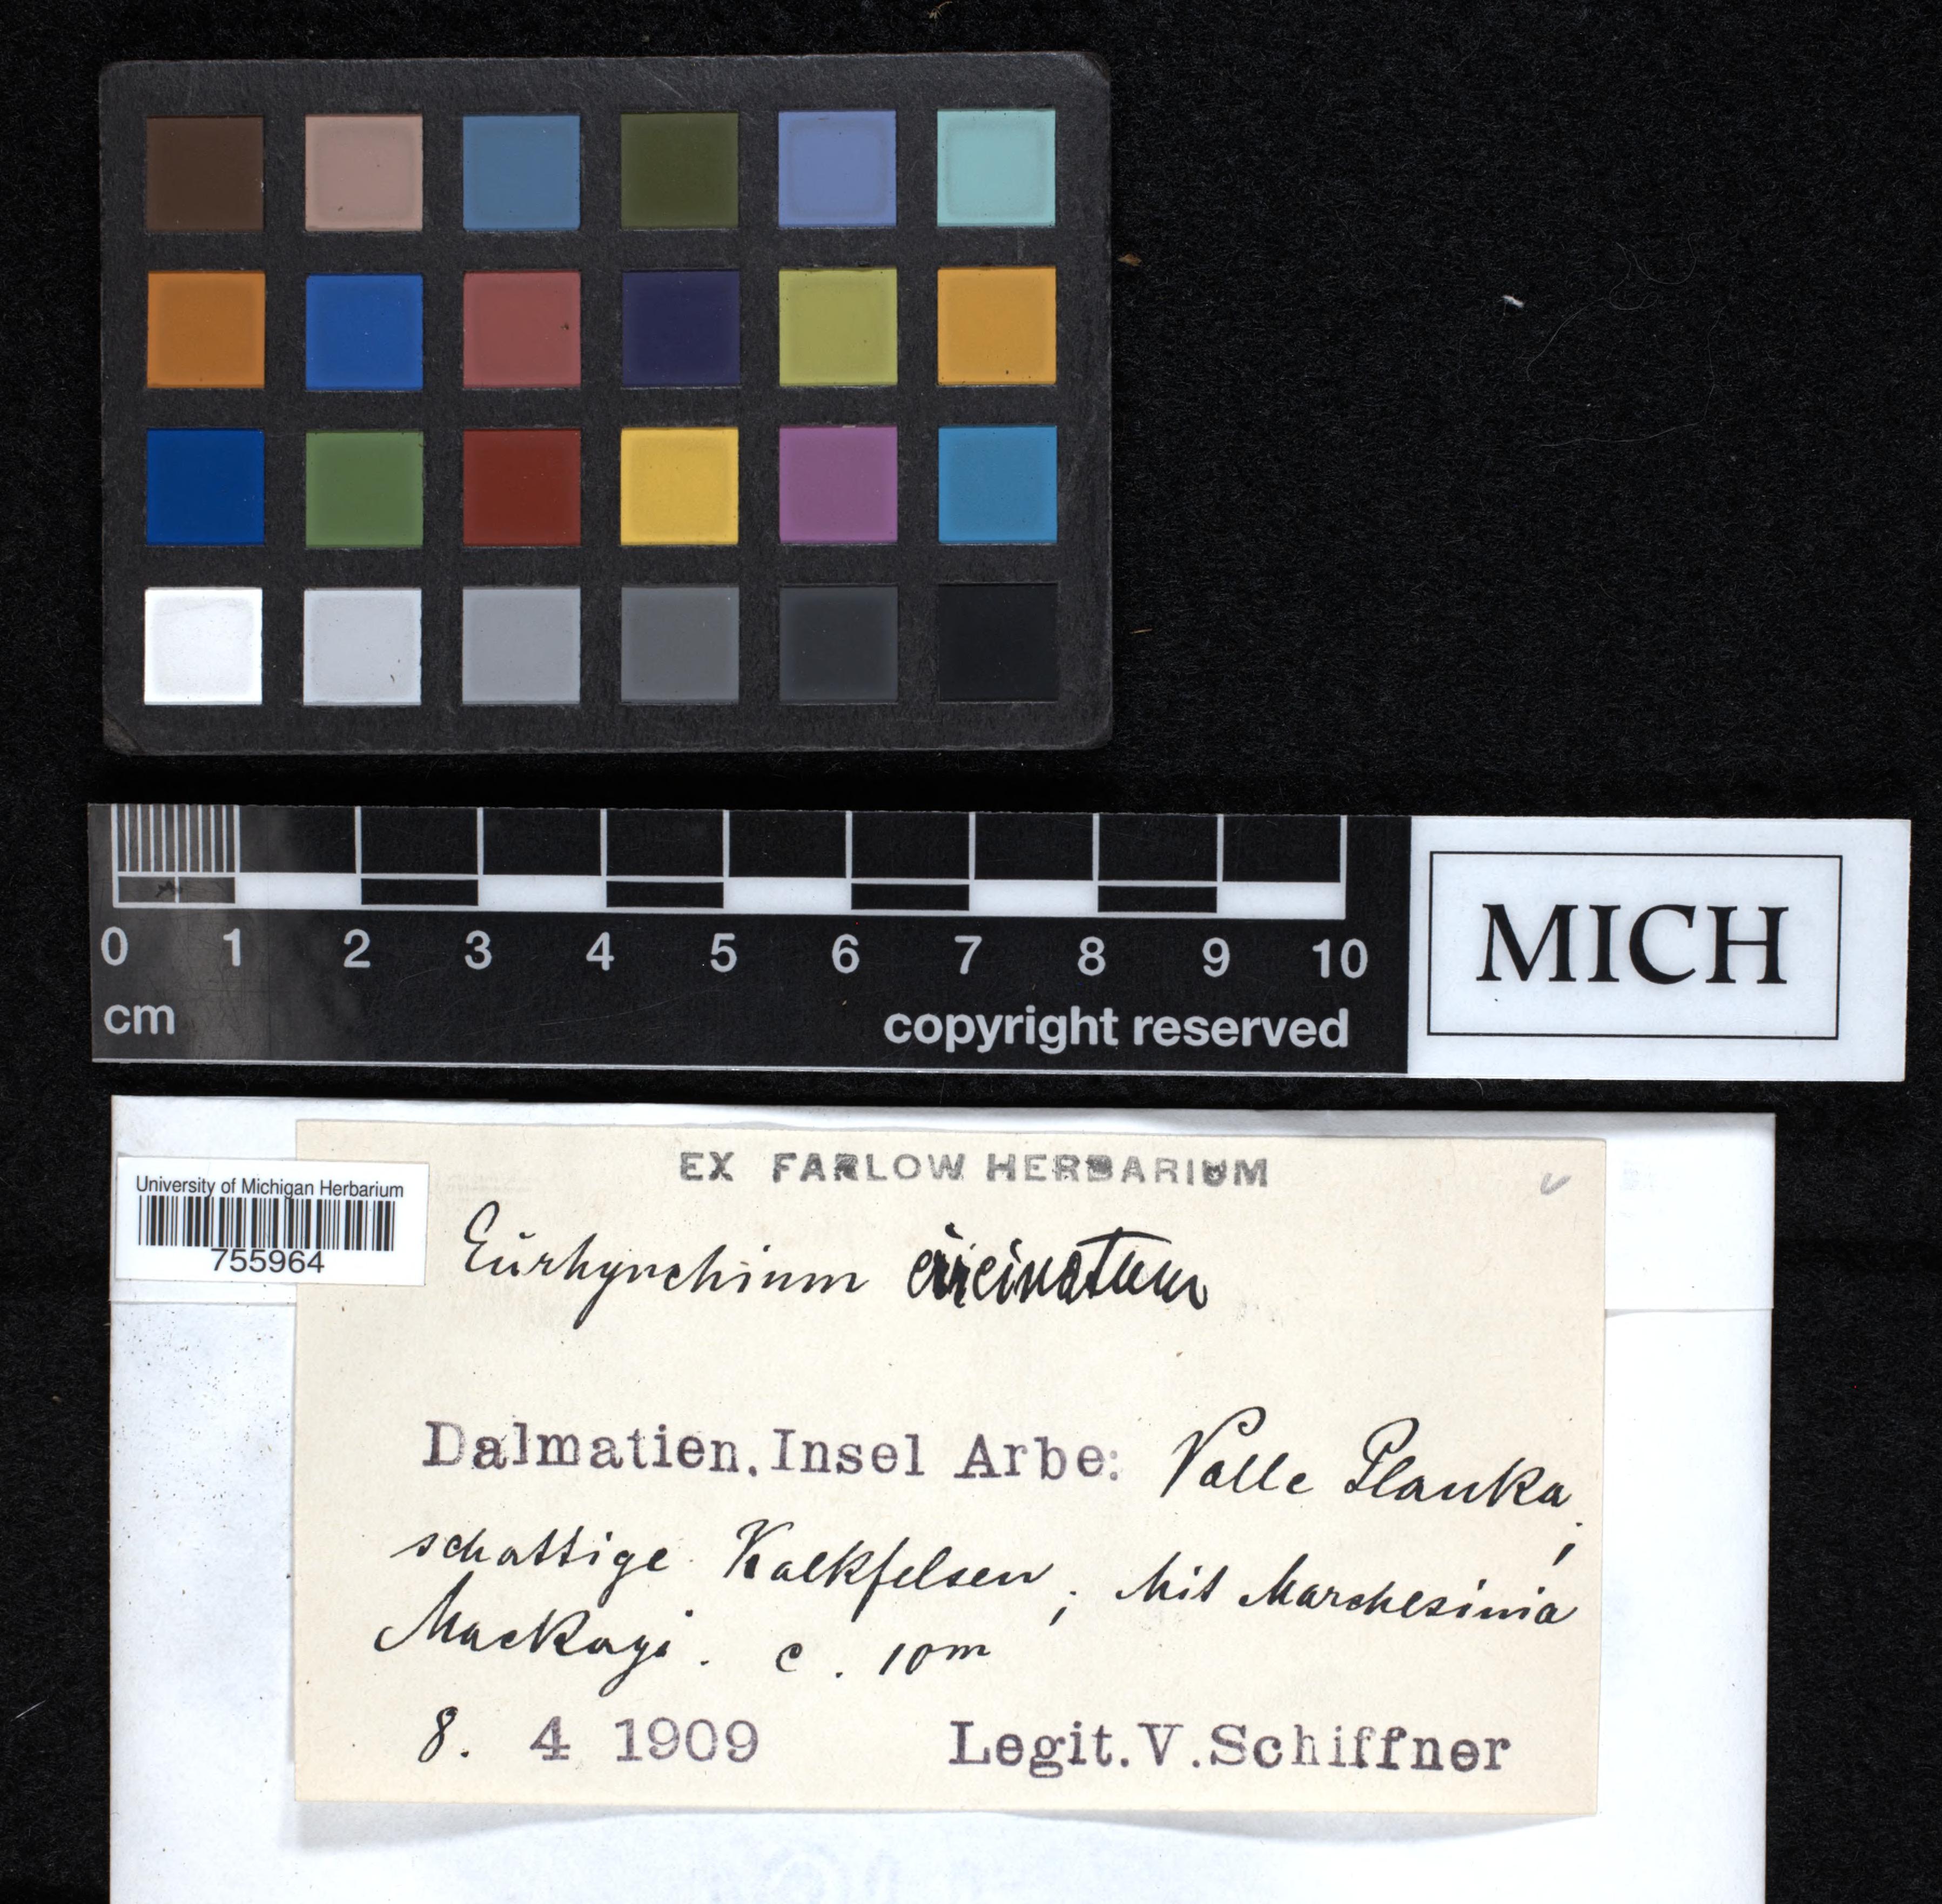 0 1 2 3 4 5 6 7 8 9 10
cm copyright reserved
MICH
University of Michigan Herbarium
755964
EX FARLOW HERBARIUM
Eurhynchium circinatum
Dalmatien. Insel Arbe: Valle Planka,
schattige Kalkfelsen; Mit Marchesinia
Mackayi. c. 10m
8. 4 1909 Legit. V. Schiffner